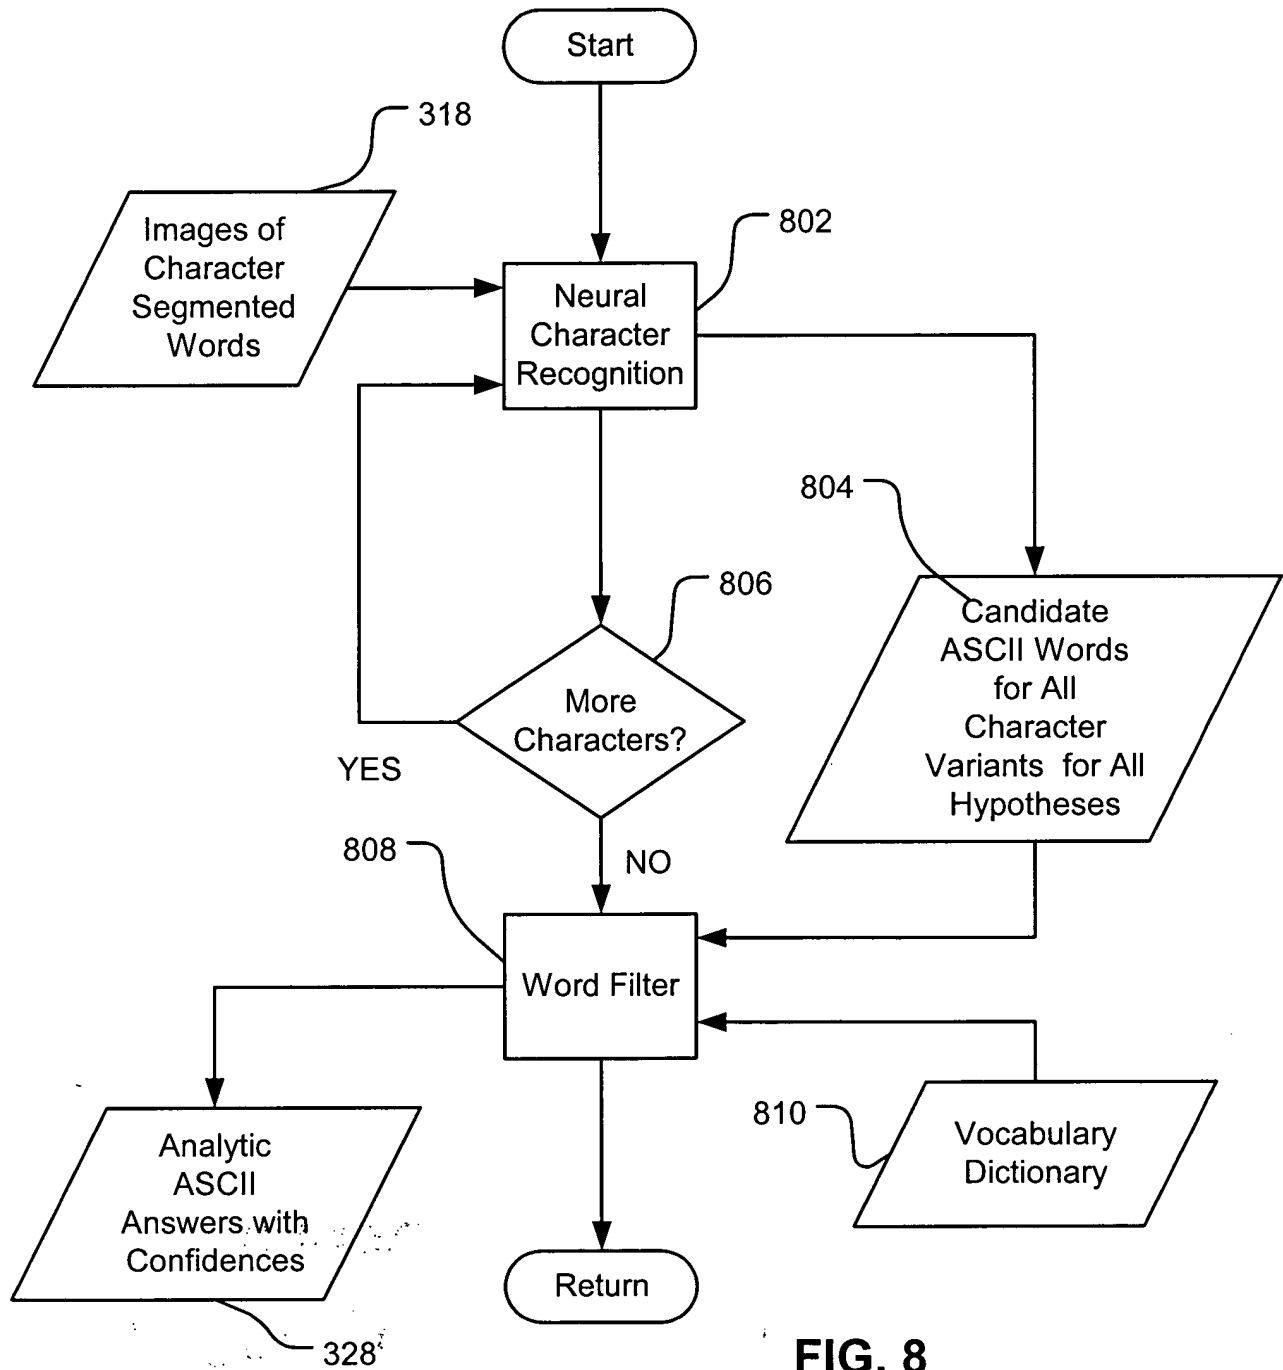 Start
318
Images of
Character
Segmented
Words
802
Neural
Character
Recognition
804
Candidate
ASCII Words
for All
Character
Variants for All
Hypotheses
806
More
Characters?
YES
NO
808
Word Filter
810
Vocabulary
Dictionary
Analytic
ASCII
Answers with
Confidences
328
Return
FIG. 8